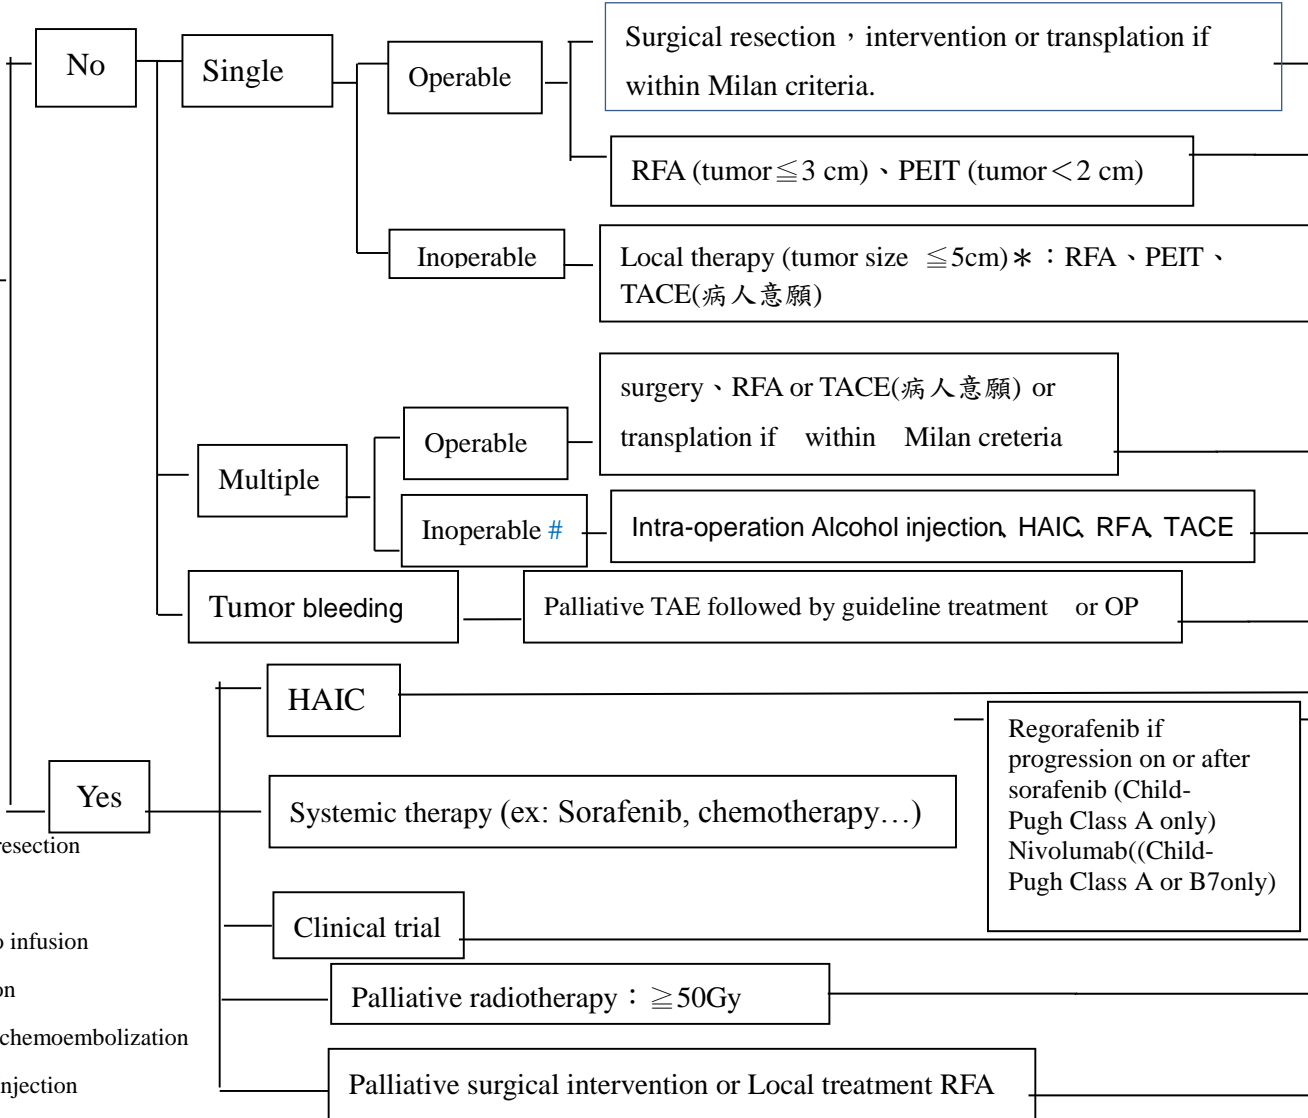 No
Single
Operable
Surgical resection，intervention or transplation if
within Milan criteria.
RFA (tumor≦3 cm)、PEIT (tumor＜2 cm)
Inoperable
Local therapy (tumor size ≦5cm)＊：RFA、PEIT、
TACE(病人意願)
Multiple
Operable
surgery、RFA or TACE(病人意願) or
transplation if within Milan creteria
Inoperable #
Intra-operation Alcohol injection、HAIC、RFA、TACE
Tumor bleeding
Palliative TAE followed by guideline treatment or OP
Yes
HAIC
Systemic therapy (ex: Sorafenib, chemotherapy…)
Regorafenib if
progression on or after
sorafenib (Child-
Pugh Class A only)
Nivolumab((Child-
Pugh Class A or B7only)
Clinical trial
Palliative radiotherapy：≧50Gy
Palliative surgical intervention or Local treatment RFA
resection
infusion
on
chemoembolization
injection